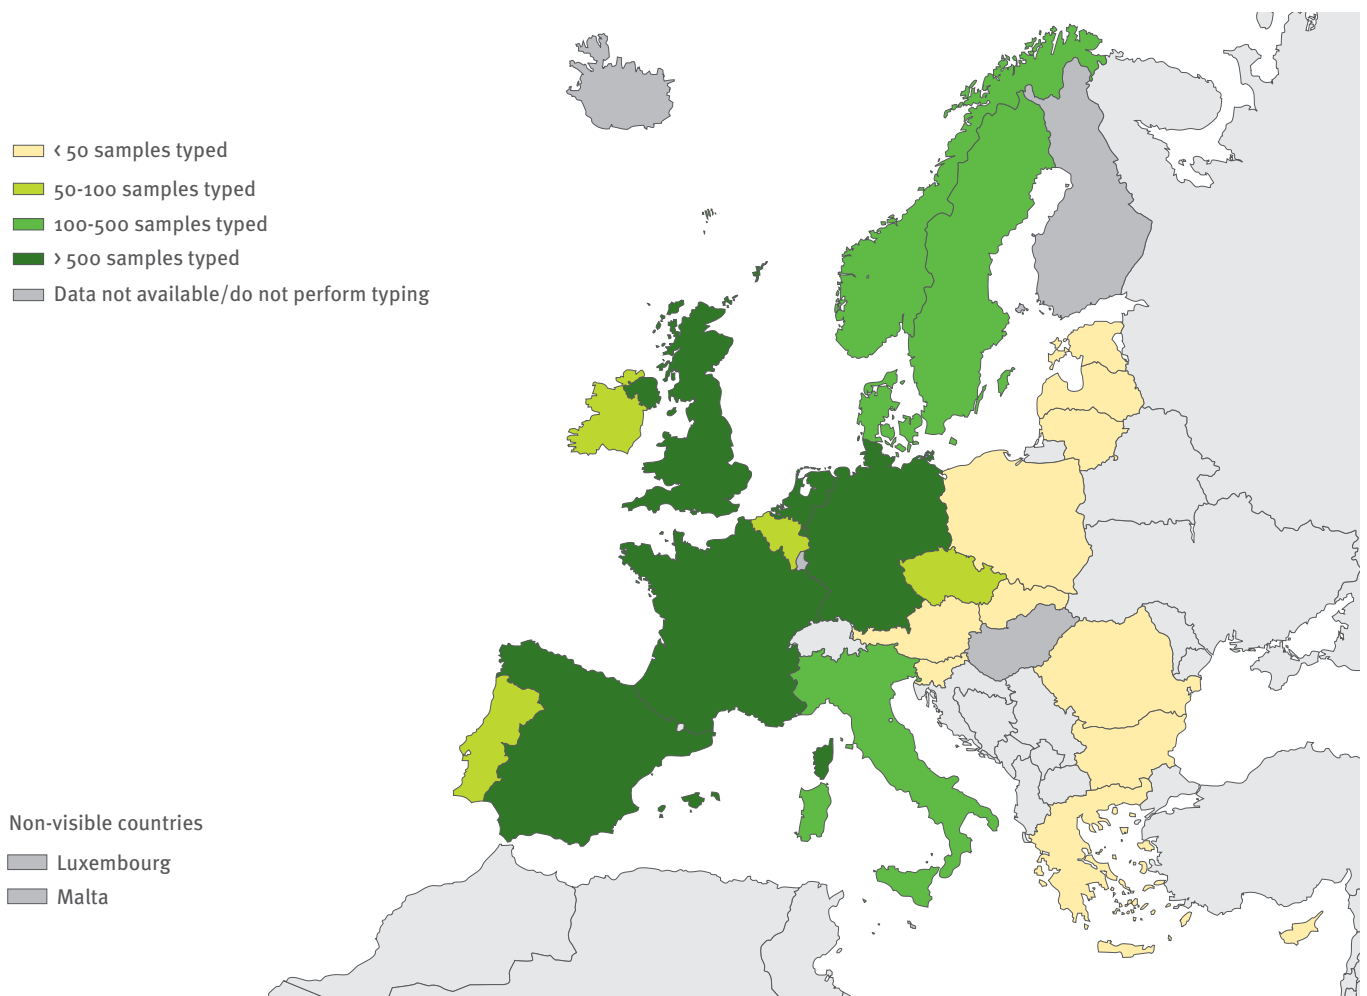 < 50 samples typed
50-100 samples typed
100-500 samples typed
> 500 samples typed
Data not available/do not perform typing
Non-visible countries
Luxembourg
Malta